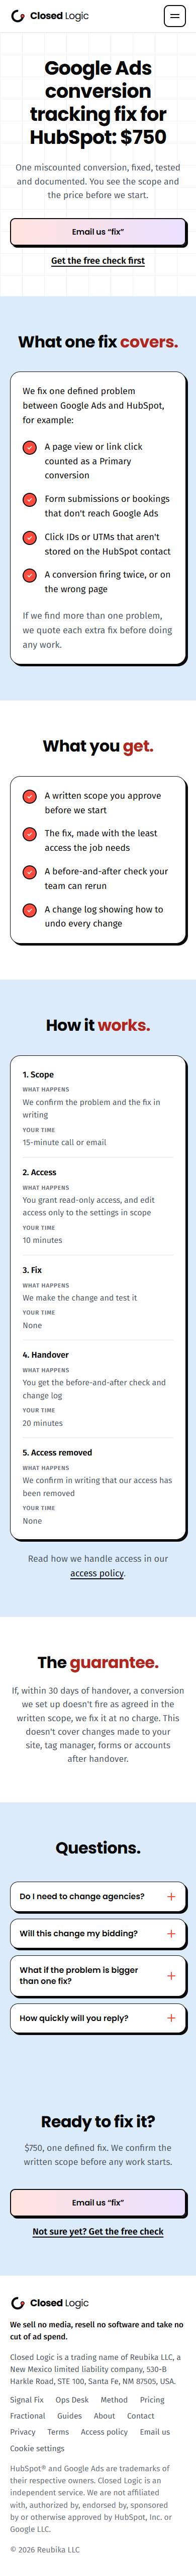 Closed Logic
Google Ads
conversion
tracking fix for
HubSpot: $750
One miscounted conversion, fixed, tested
and documented. You see the scope and
the price before we start.
Email us “fix”
Get the free check first
What one fix covers.
We fix one defined problem
between Google Ads and HubSpot,
for example:
A page view or link click
counted as a Primary
conversion
Form submissions or bookings
that don't reach Google Ads
Click IDs or UTMs that aren't
stored on the HubSpot contact
A conversion firing twice, or on
the wrong page
If we find more than one problem,
we quote each extra fix before doing
any work.
What you get.
A written scope you approve
before we start
The fix, made with the least
access the job needs
A before-and-after check your
team can rerun
A change log showing how to
undo every change
How it works.
1. Scope
WHAT HAPPENS
We confirm the problem and the fix in
writing
YOUR TIME
15-minute call or email
2. Access
WHAT HAPPENS
You grant read-only access, and edit
access only to the settings in scope
YOUR TIME
10 minutes
3. Fix
WHAT HAPPENS
We make the change and test it
YOUR TIME
None
4. Handover
WHAT HAPPENS
You get the before-and-after check and
change log
YOUR TIME
20 minutes
5. Access removed
WHAT HAPPENS
We confirm in writing that our access has
been removed
YOUR TIME
None
Read how we handle access in our
access policy.
The guarantee.
If, within 30 days of handover, a conversion
we set up doesn't fire as agreed in the
written scope, we fix it at no charge. This
doesn't cover changes made to your
site, tag manager, forms or accounts
after handover.
Questions.
Do I need to change agencies?
Will this change my bidding?
What if the problem is bigger
than one fix?
How quickly will you reply?
Ready to fix it?
$750, one defined fix. We confirm the
written scope before any work starts.
Email us “fix”
Not sure yet? Get the free check
Closed Logic
We sell no media, resell no software and take no
cut of ad spend.
Closed Logic is a trading name of Reubika LLC, a
New Mexico limited liability company, 530-B
Harkle Road, STE 100, Santa Fe, NM 87505, USA.
Signal Fix Ops Desk Method Pricing
Fractional Guides About Contact
Privacy Terms Access policy Email us
Cookie settings
HubSpot® and Google Ads are trademarks of
their respective owners. Closed Logic is an
independent service. We are not affiliated
with, authorized by, endorsed by, sponsored
by or otherwise approved by HubSpot, Inc. or
Google LLC.
© 2026 Reubika LLC